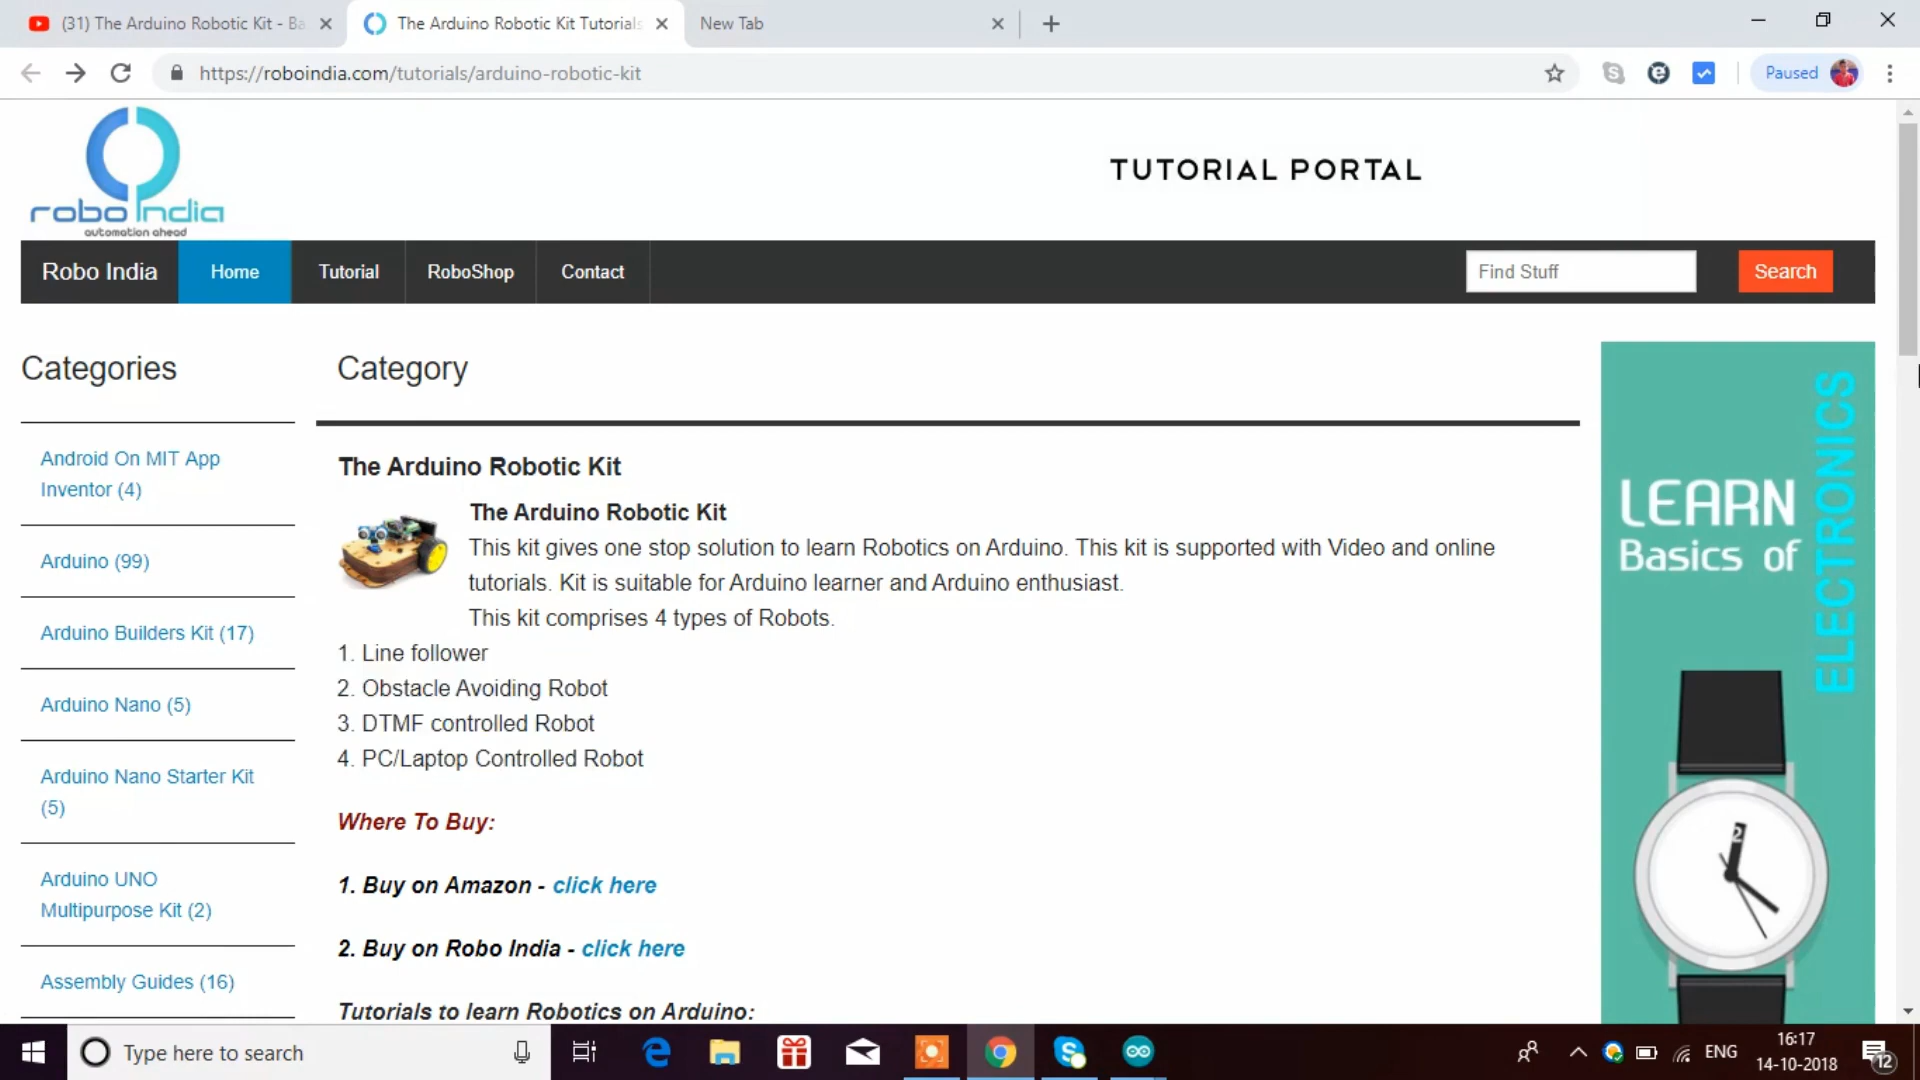 (31) The Arduino Robotic Kit - Ba
The Arduino Robotic Kit Tutorials
New Tab
https://roboindia.com/tutorials/arduino-robotic-kit
Paused
robo india
automation ahead
TUTORIAL PORTAL
Robo India
Home
Tutorial
RoboShop
Contact
Find Stuff
Search
Categories
Android On MIT App
Inventor (4)
Arduino (99)
Arduino Builders Kit (17)
Arduino Nano (5)
Arduino Nano Starter Kit
(5)
Arduino UNO
Multipurpose Kit (2)
Assembly Guides (16)
Category
The Arduino Robotic Kit
The Arduino Robotic Kit
This kit gives one stop solution to learn Robotics on Arduino. This kit is supported with Video and online
tutorials. Kit is suitable for Arduino learner and Arduino enthusiast.
This kit comprises 4 types of Robots.
1. Line follower
2. Obstacle Avoiding Robot
3. DTMF controlled Robot
4. PC/Laptop Controlled Robot
Where To Buy:
1. Buy on Amazon - click here
2. Buy on Robo India - click here
Tutorials to learn Robotics on Arduino:
LEARN
Basics of
ELECTRONICS
12
Type here to search
ENG
16:17
14-10-2018
12